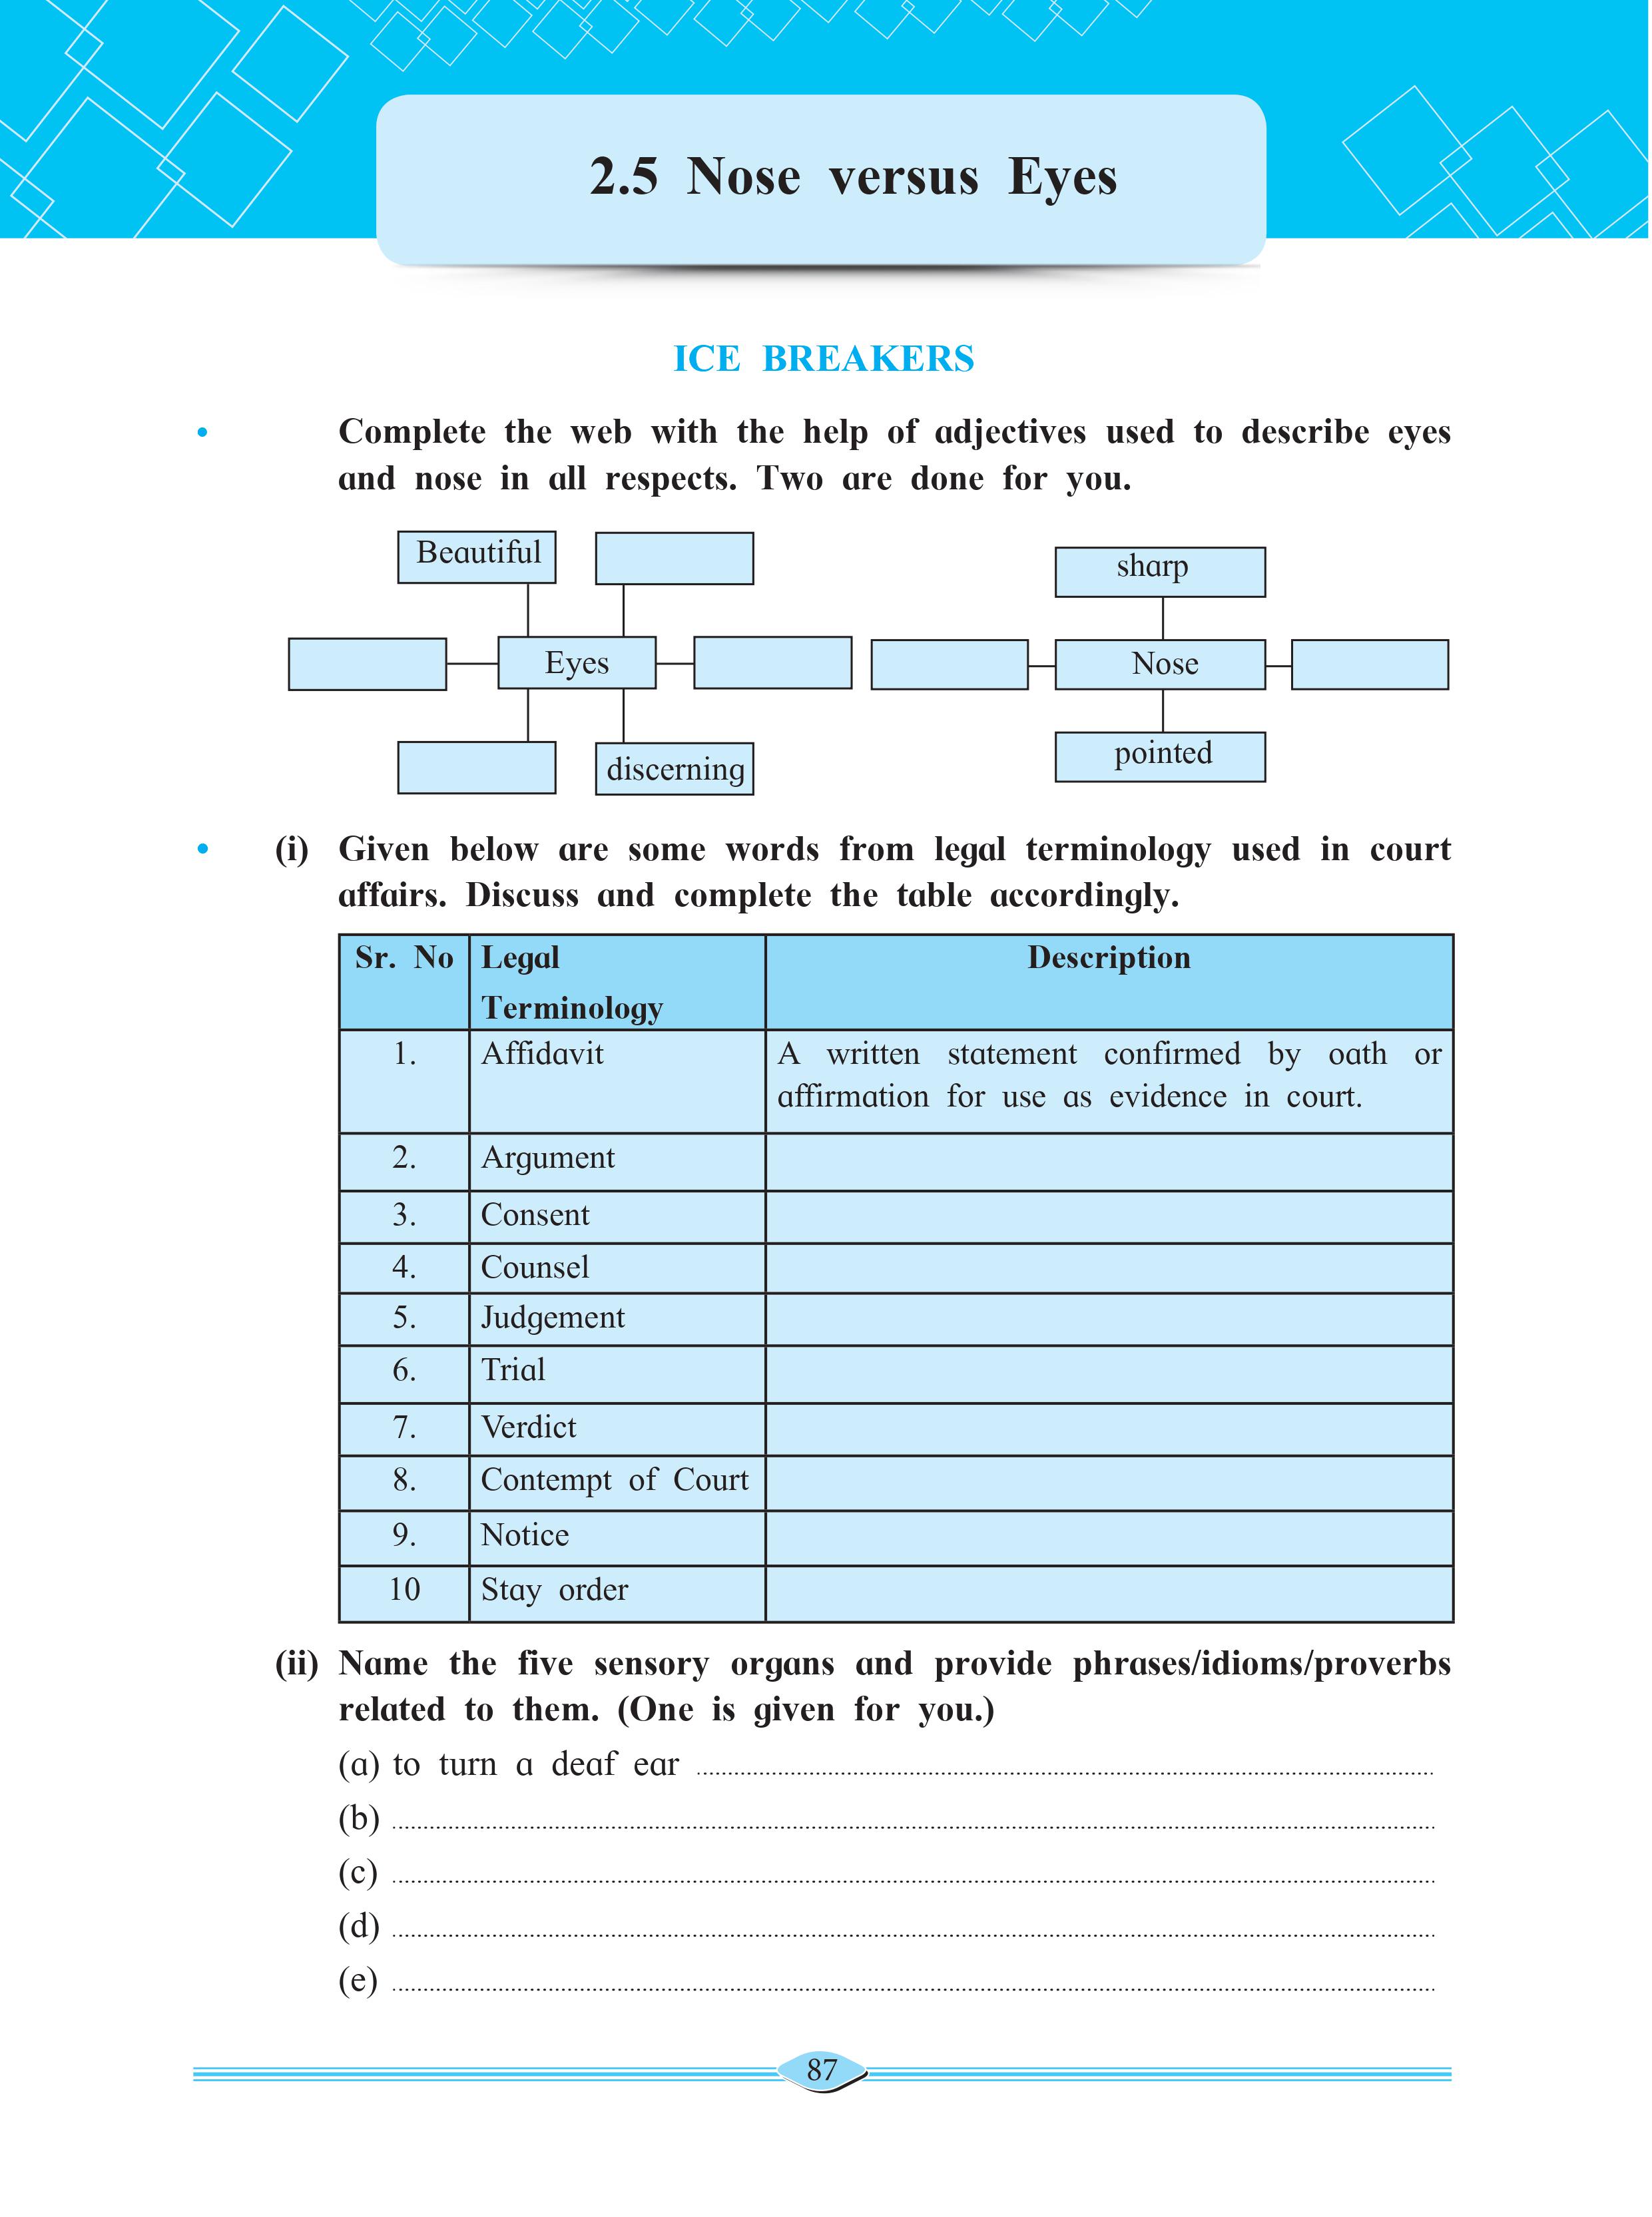 2.5 Nose versus Eyes
ICE BREAKERS
• Complete the web with the help of adjectives used to describe eyes
and nose in all respects. Two are done for you.
Beautiful
Eyes
discerning
sharp
Nose
pointed
• (i) Given below are some words from legal terminology used in court
affairs. Discuss and complete the table accordingly.
Sr. No Legal Terminology Description
1. Affidavit A written statement confirmed by oath or
affirmation for use as evidence in court.
2. Argument
3. Consent
4. Counsel
5. Judgement
6. Trial
7. Verdict
8. Contempt of Court
9. Notice
10 Stay order
(ii) Name the five sensory organs and provide phrases/idioms/proverbs
related to them. (One is given for you.)
(a) to turn a deaf ear
(b)
(c)
(d)
(e)
87